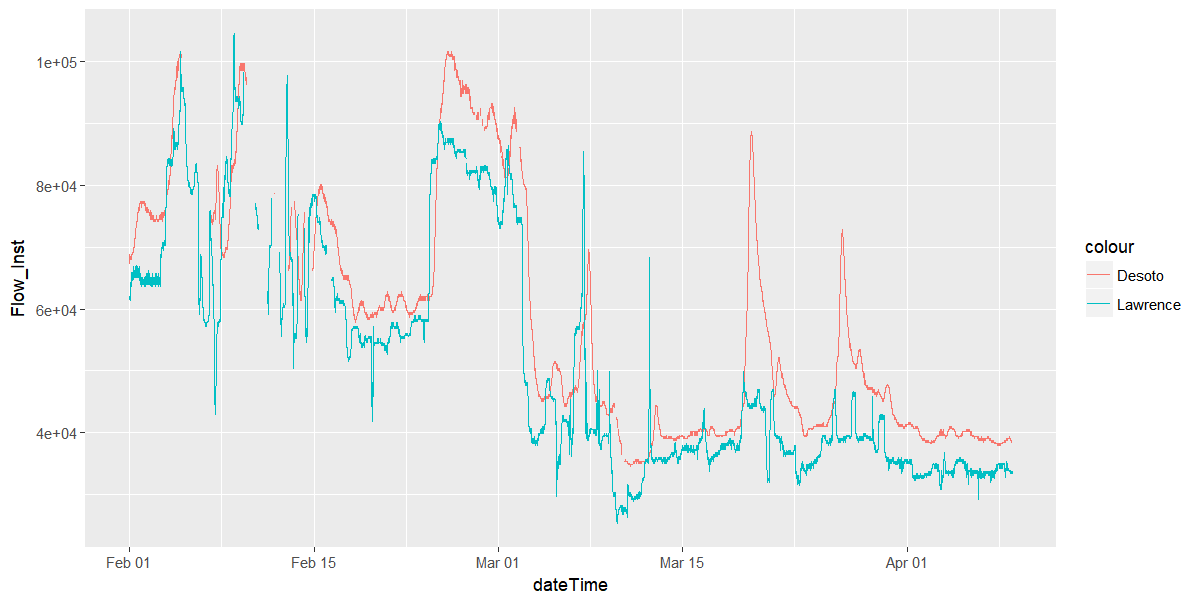 Flow_Inst
1e+05
8e+04
6e+04
4e+04
Feb 01
Feb 15
Mar 01
Mar 15
Apr 01
dateTime
colour
Desoto
Lawrence